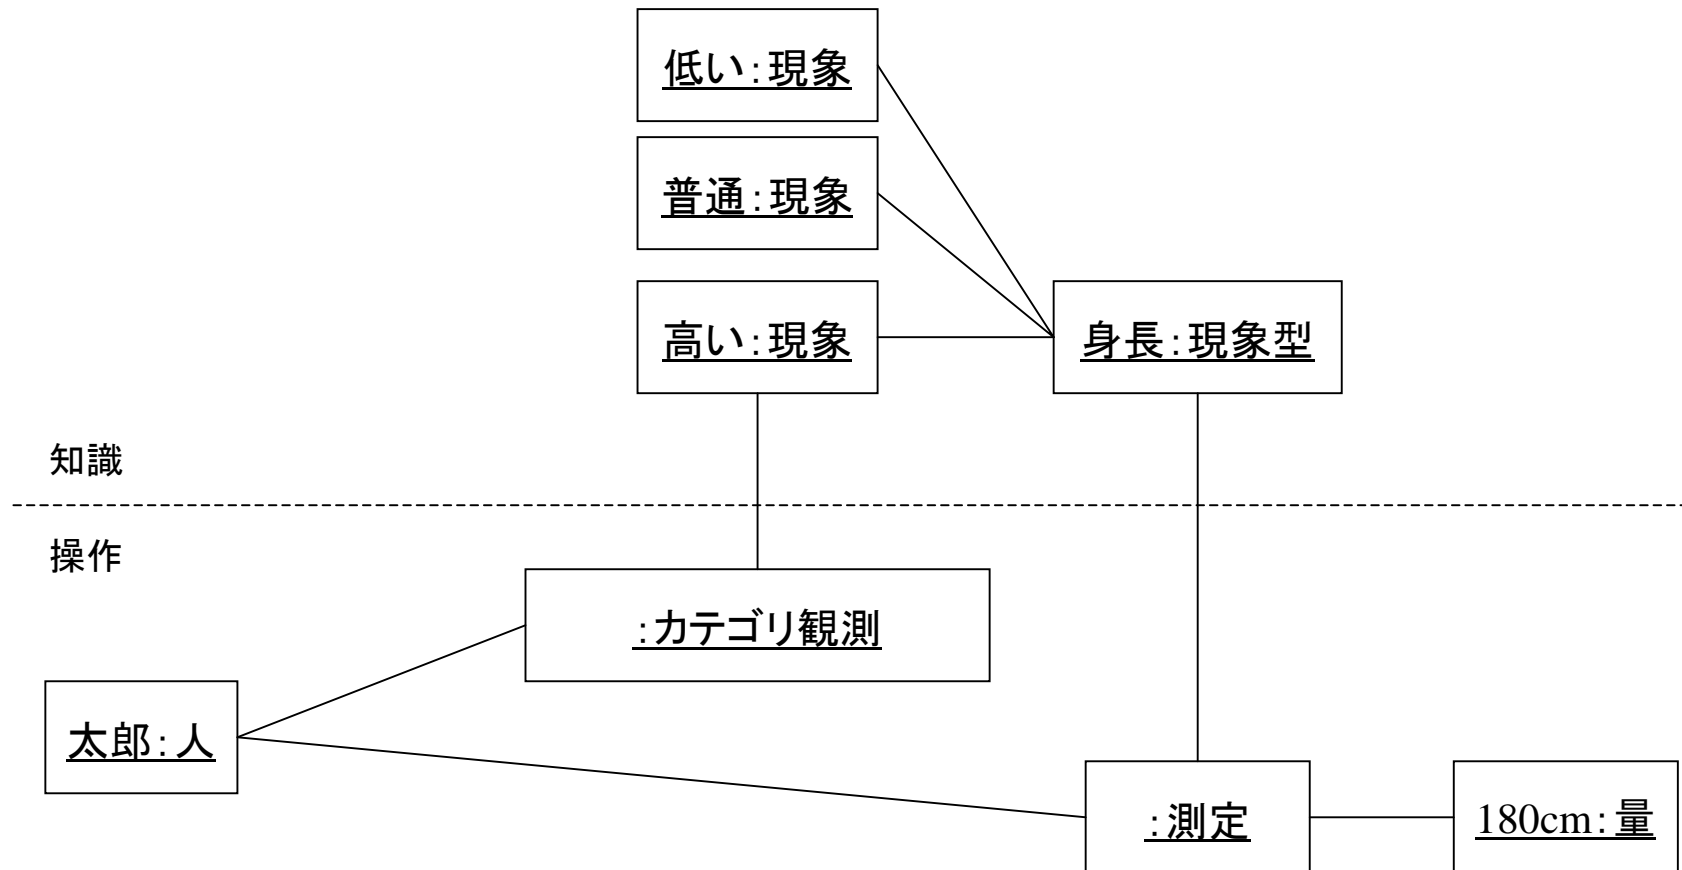 低い:現象
普通:現象
高い:現象
身長:現象型
知識
操作
:カテゴリ観測
太郎:人
:測定
180cm:量